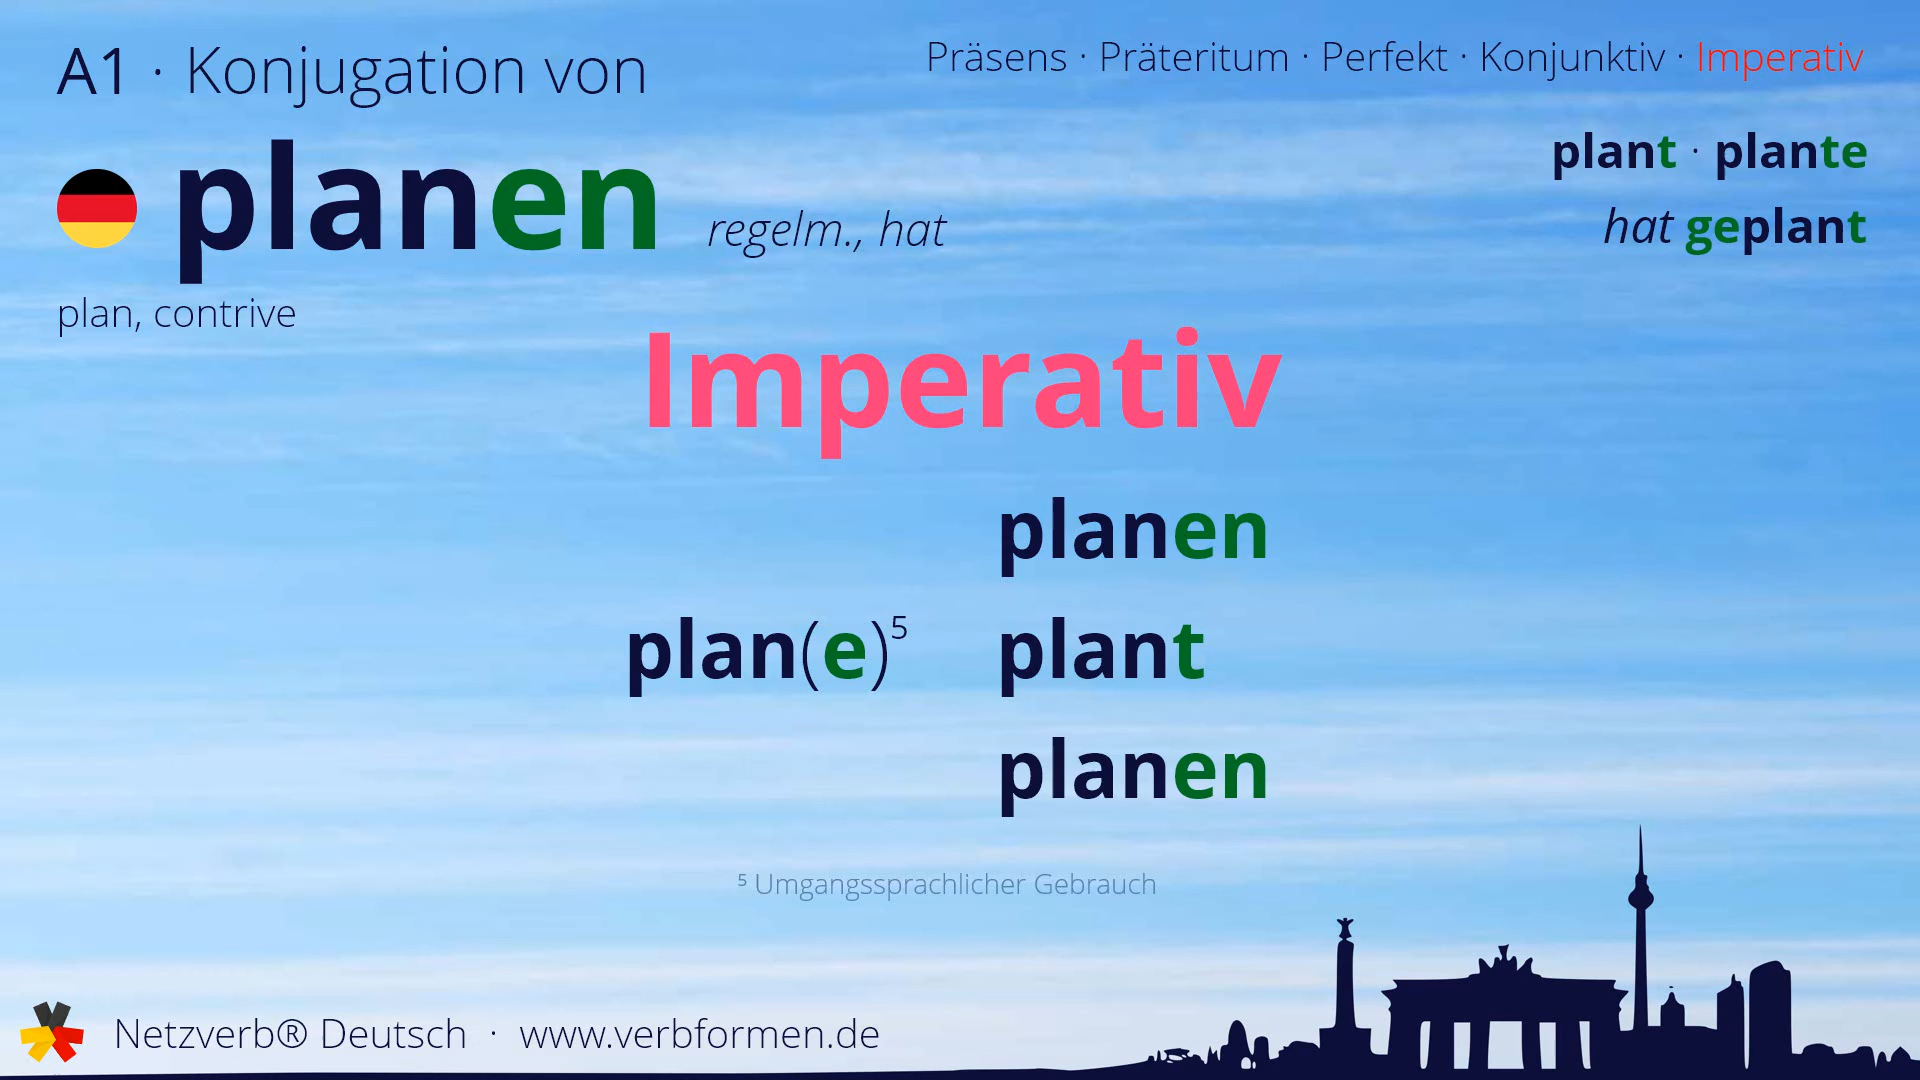 A1 · Konjugation von
Präsens · Präteritum · Perfekt · Konjunktiv · Imperativ
planen regelm., hat
plant · plante
hat geplant
plan, contrive
Imperativ
planen
plan(e)⁵ plant
planen
⁵ Umgangssprachlicher Gebrauch
Netzverb® Deutsch · www.verbformen.de